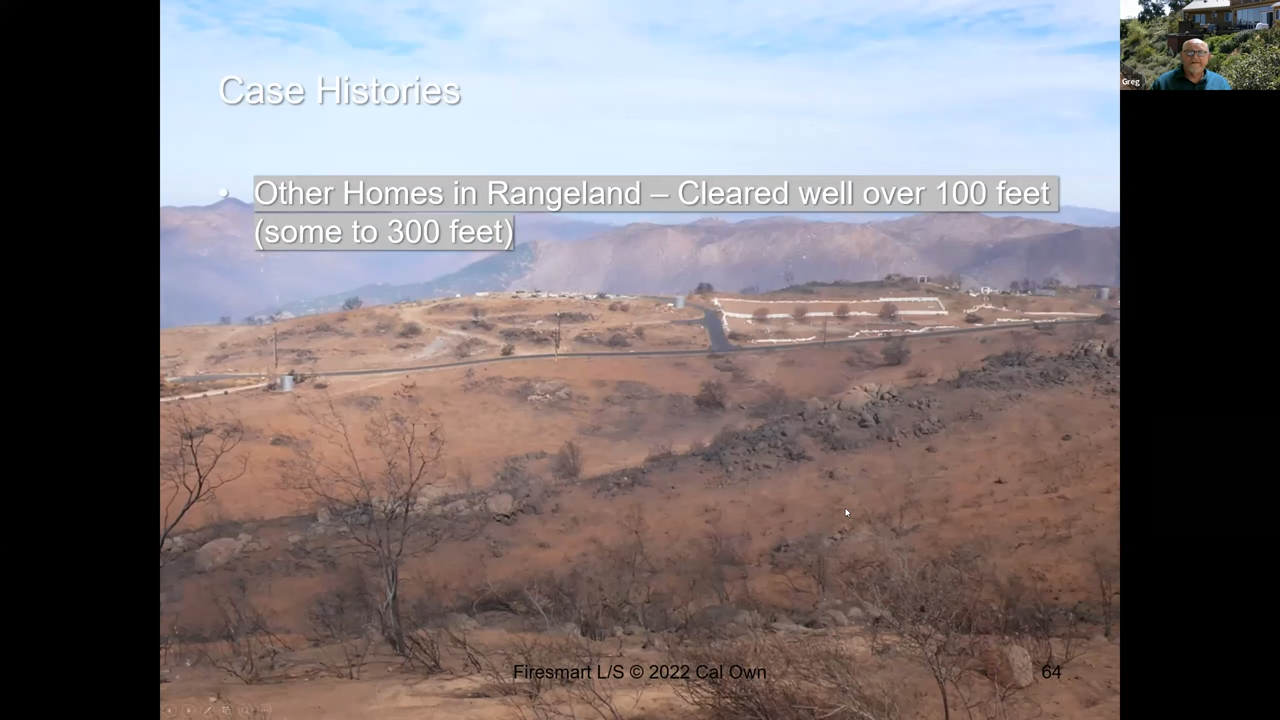 Case Histories
Greg
• Other Homes in Rangeland – Cleared well over 100 feet
(some to 300 feet)
Firesmart L/S © 2022 Cal Own
64